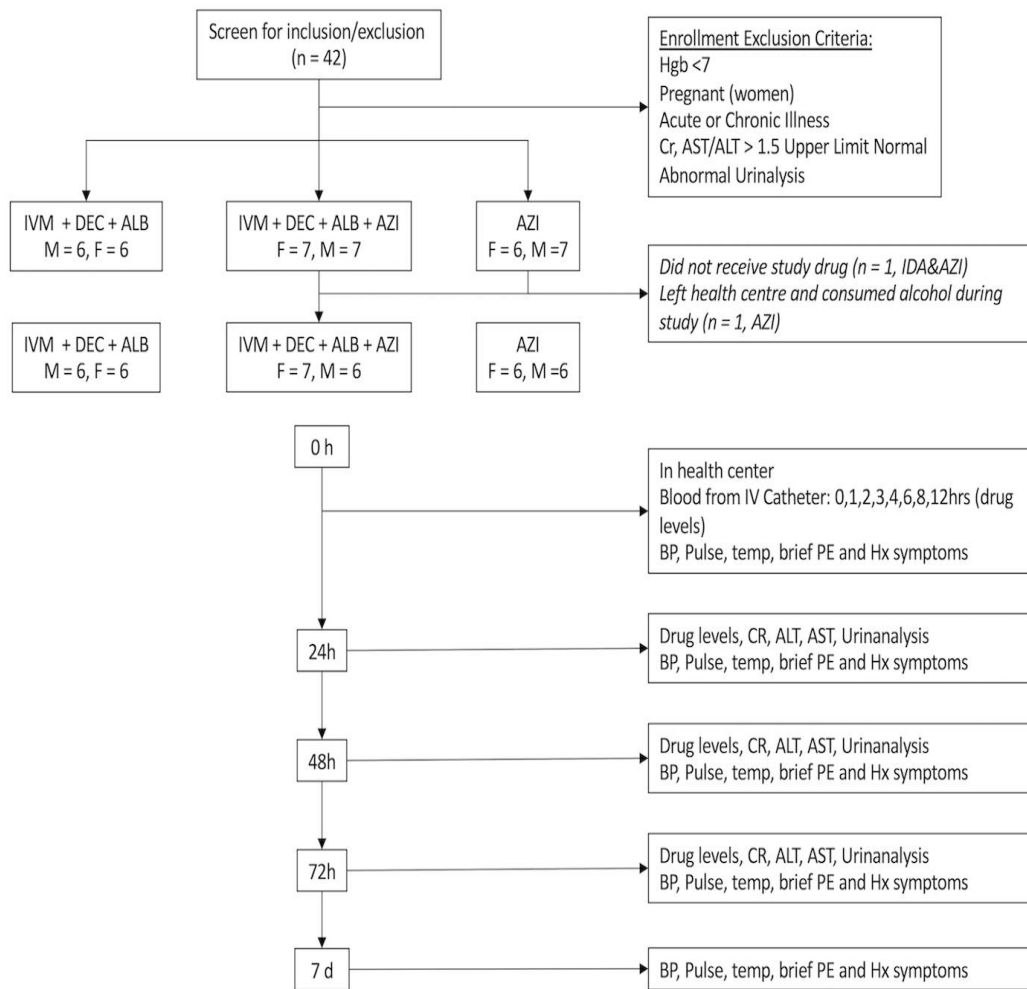 Screen for inclusion/exclusion
(n = 42)
Enrollment Exclusion Criteria:
Hgb <7
Pregnant (women)
Acute or Chronic Illness
Cr, AST/ALT > 1.5 Upper Limit Normal
Abnormal Urinalysis
IVM + DEC + ALB
M = 6, F = 6
IVM + DEC + ALB + AZI
F = 7, M = 7
AZI
F = 6, M =7
Did not receive study drug (n = 1, IDA&AZI)
Left health centre and consumed alcohol during
study (n = 1, AZI)
IVM + DEC + ALB
M = 6, F = 6
IVM + DEC + ALB + AZI
F = 7, M = 6
AZI
F = 6, M =6
0 h
In health center
Blood from IV Catheter: 0,1,2,3,4,6,8,12hrs (drug
levels)
BP, Pulse, temp, brief PE and Hx symptoms
24h
Drug levels, CR, ALT, AST, Urinanalysis
BP, Pulse, temp, brief PE and Hx symptoms
48h
Drug levels, CR, ALT, AST, Urinanalysis
BP, Pulse, temp, brief PE and Hx symptoms
72h
Drug levels, CR, ALT, AST, Urinanalysis
BP, Pulse, temp, brief PE and Hx symptoms
7 d
BP, Pulse, temp, brief PE and Hx symptoms